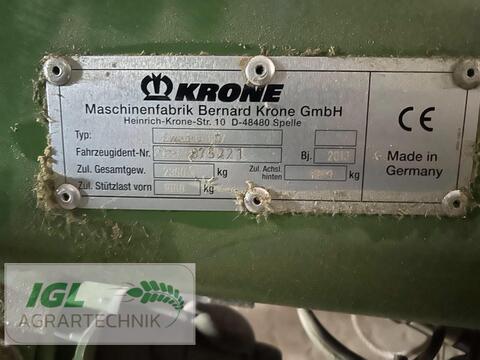 KRONE
Maschinenfabrik Bernard Krone GmbH
Heinrich-Krone-Str. 10 D-48480 Spelle
Typ:
Fahrzeugident-Nr. 875221 Bj.
Zul. Gesamtgew. kg Zul. Achsl. hinten kg
Zul. Stützlast vorn kg
CE
Made in
Germany
IGL
AGRARTECHNIK